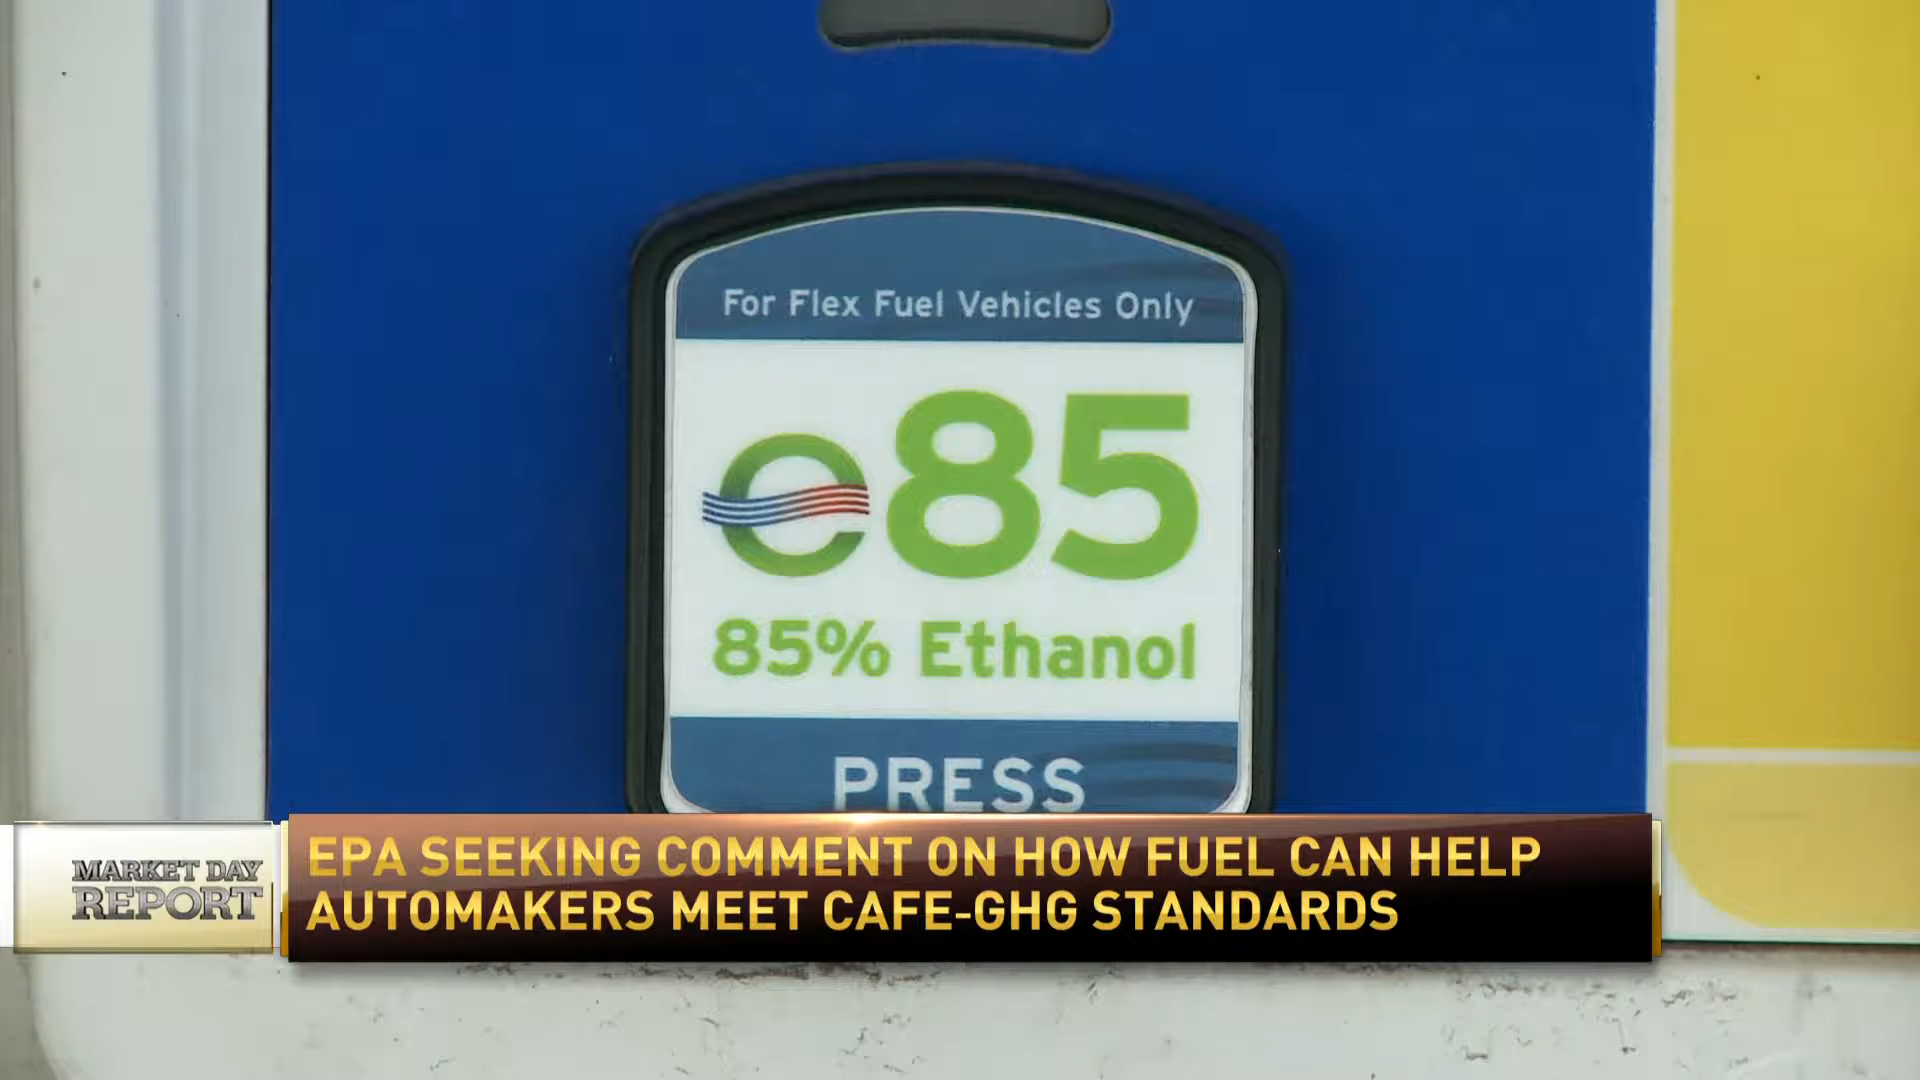 For Flex Fuel Vehicles Only
e85
85% Ethanol
PRESS
MARKET DAY
REPORT
EPA SEEKING COMMENT ON HOW FUEL CAN HELP
AUTOMAKERS MEET CAFE-GHG STANDARDS